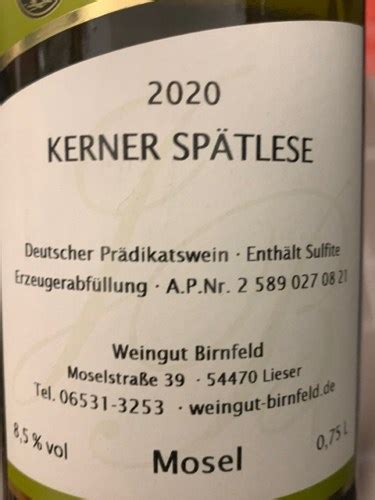 2020
KERNER SPÄTLESE
Deutscher Prädikatswein · Enthält Sulfite
Erzeugerabfüllung · A.P.Nr. 2 589 027 08 21
Weingut Birnfeld
Moselstraße 39 · 54470 Lieser
Tel. 06531-3253 · weingut-birnfeld.de
8,5 % vol
Mosel
0,75 L